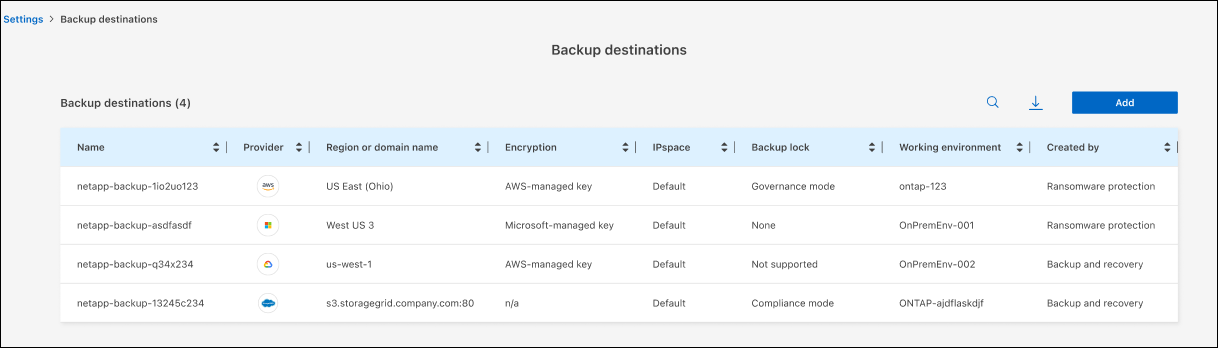 Settings > Backup destinations
Backup destinations
Backup destinations (4)
Add
Name Provider Region or domain name Encryption IPspace Backup lock Working environment Created by
netapp-backup-1io2uo123 aws US East (Ohio) AWS-managed key Default Governance mode ontap-123 Ransomware protection
netapp-backup-asdfasdf West US 3 Microsoft-managed key Default None OnPremEnv-001 Ransomware protection
netapp-backup-q34x234 us-west-1 AWS-managed key Default Not supported OnPremEnv-002 Backup and recovery
netapp-backup-13245c234 s3.storagegrid.company.com:80 n/a Default Compliance mode ONTAP-ajdflaskdjf Backup and recovery